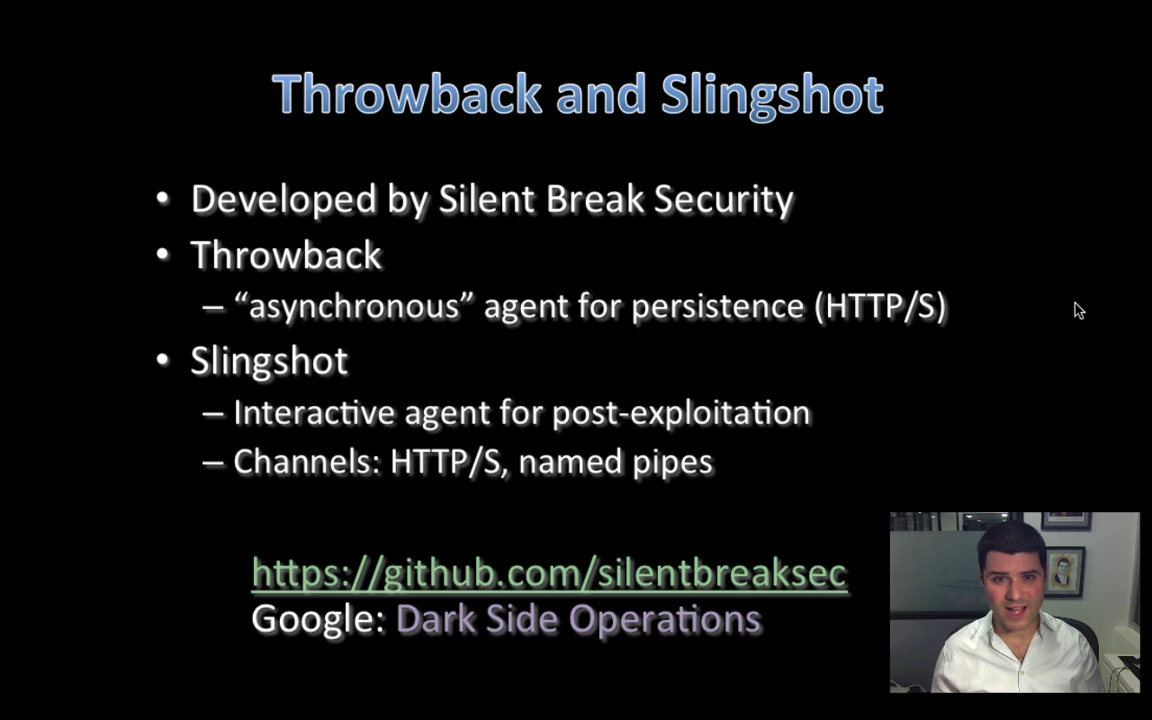 Throwback and Slingshot
• Developed by Silent Break Security
• Throwback
– “asynchronous” agent for persistence (HTTP/S)
• Slingshot
– Interactive agent for post-exploitation
– Channels: HTTP/S, named pipes
https://github.com/silentbreaksec
Google: Dark Side Operations